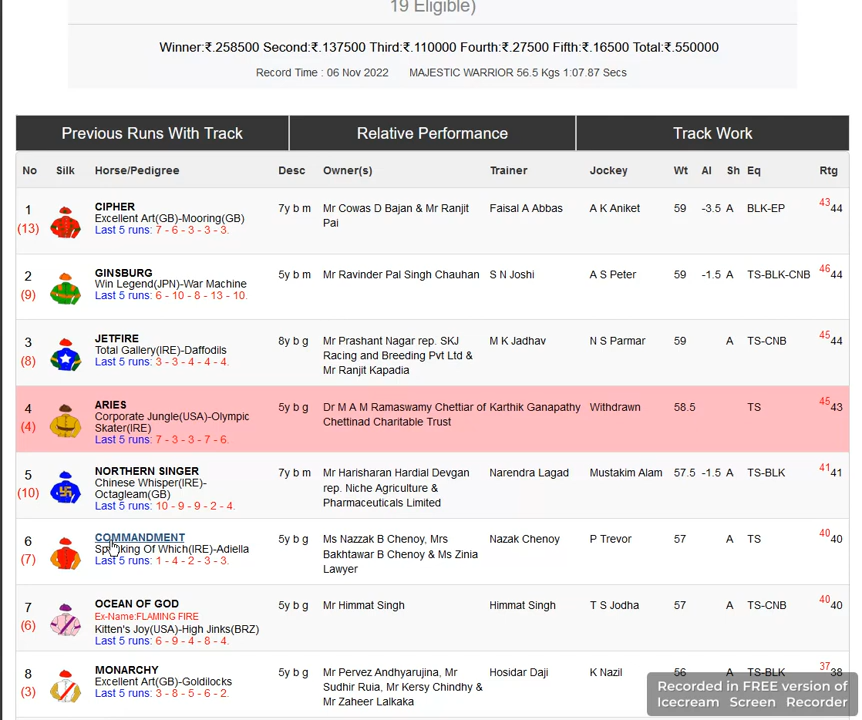 19 Eligible)
Winner:₹.258500 Second:₹.137500 Third:₹.110000 Fourth:₹.27500 Fifth:₹.16500 Total:₹.550000
Record Time : 06 Nov 2022 MAJESTIC WARRIOR 56.5 Kgs 1:07.87 Secs
Previous Runs With Track Relative Performance Track Work
No Silk Horse/Pedigree Desc Owner(s) Trainer Jockey Wt Al Sh Eq Rtg
1 CIPHER 7y b m Mr Cowas D Bajan & Mr Ranjit Faisal A Abbas A K Aniket 59 -3.5 A BLK-EP 43 44
Excellent Art(GB)-Mooring(GB) Pai
(13) Last 5 runs: 7 - 6 - 3 - 3 - 3.
2 GINSBURG 5y b m Mr Ravinder Pal Singh Chauhan S N Joshi A S Peter 59 -1.5 A TS-BLK-CNB 46 44
Win Legend(JPN)-War Machine
(9) Last 5 runs: 6 - 10 - 8 - 13 - 10.
3 JETFIRE 8y b g Mr Prashant Nagar rep. SKJ M K Jadhav N S Parmar 59 A TS-CNB 45 44
Total Gallery(IRE)-Daffodils Racing and Breeding Pvt Ltd &
(8) Last 5 runs: 3 - 3 - 4 - 4 - 4. Mr Ranjit Kapadia
4 ARIES 5y b g Dr M A M Ramaswamy Chettiar of Karthik Ganapathy Withdrawn 58.5 TS 45 43
Corporate Jungle(USA)-Olympic Chettinad Charitable Trust
(4) Skater(IRE)
Last 5 runs: 7 - 3 - 3 - 7 - 6.
5 NORTHERN SINGER 7y b m Mr Harisharan Hardial Devgan Narendra Lagad Mustakim Alam 57.5 -1.5 A TS-BLK 41 41
Chinese Whisper(IRE)- rep. Niche Agriculture &
(10) Octagleam(GB) Pharmaceuticals Limited
Last 5 runs: 10 - 9 - 9 - 2 - 4.
6 COMMANDMENT 5y b g Ms Nazzak B Chenoy, Mrs Nazak Chenoy P Trevor 57 A TS 40 40
Speaking Of Which(IRE)-Adiella Bakhtawar B Chenoy & Ms Zinia
(7) Last 5 runs: 1 - 4 - 2 - 3 - 3. Lawyer
7 OCEAN OF GOD 5y b g Mr Himmat Singh Himmat Singh T S Jodha 57 A TS-CNB 40 40
Ex-Name:FLAMING FIRE
(6) Kitten's Joy(USA)-High Jinks(BRZ)
Last 5 runs: 6 - 9 - 4 - 8 - 4.
8 MONARCHY 5y b g Mr Pervez Andhyarujina, Mr Hosidar Daji K Nazil 56 A TS-BLK 37 38
Excellent Art(GB)-Goldilocks Sudhir Ruia, Mr Kersy Chindhy &
(3) Last 5 runs: 3 - 8 - 5 - 6 - 2. Mr Zaheer Lalkaka
Recorded in FREE version of
Icecream Screen Recorder